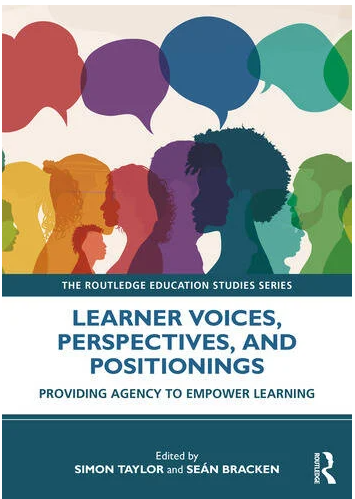 THE ROUTLEDGE EDUCATION STUDIES SERIES
LEARNER VOICES,
PERSPECTIVES, AND
POSITIONINGS
PROVIDING AGENCY TO EMPOWER LEARNING
Edited by
SIMON TAYLOR and SEÁN BRACKEN
ROUTLEDGE